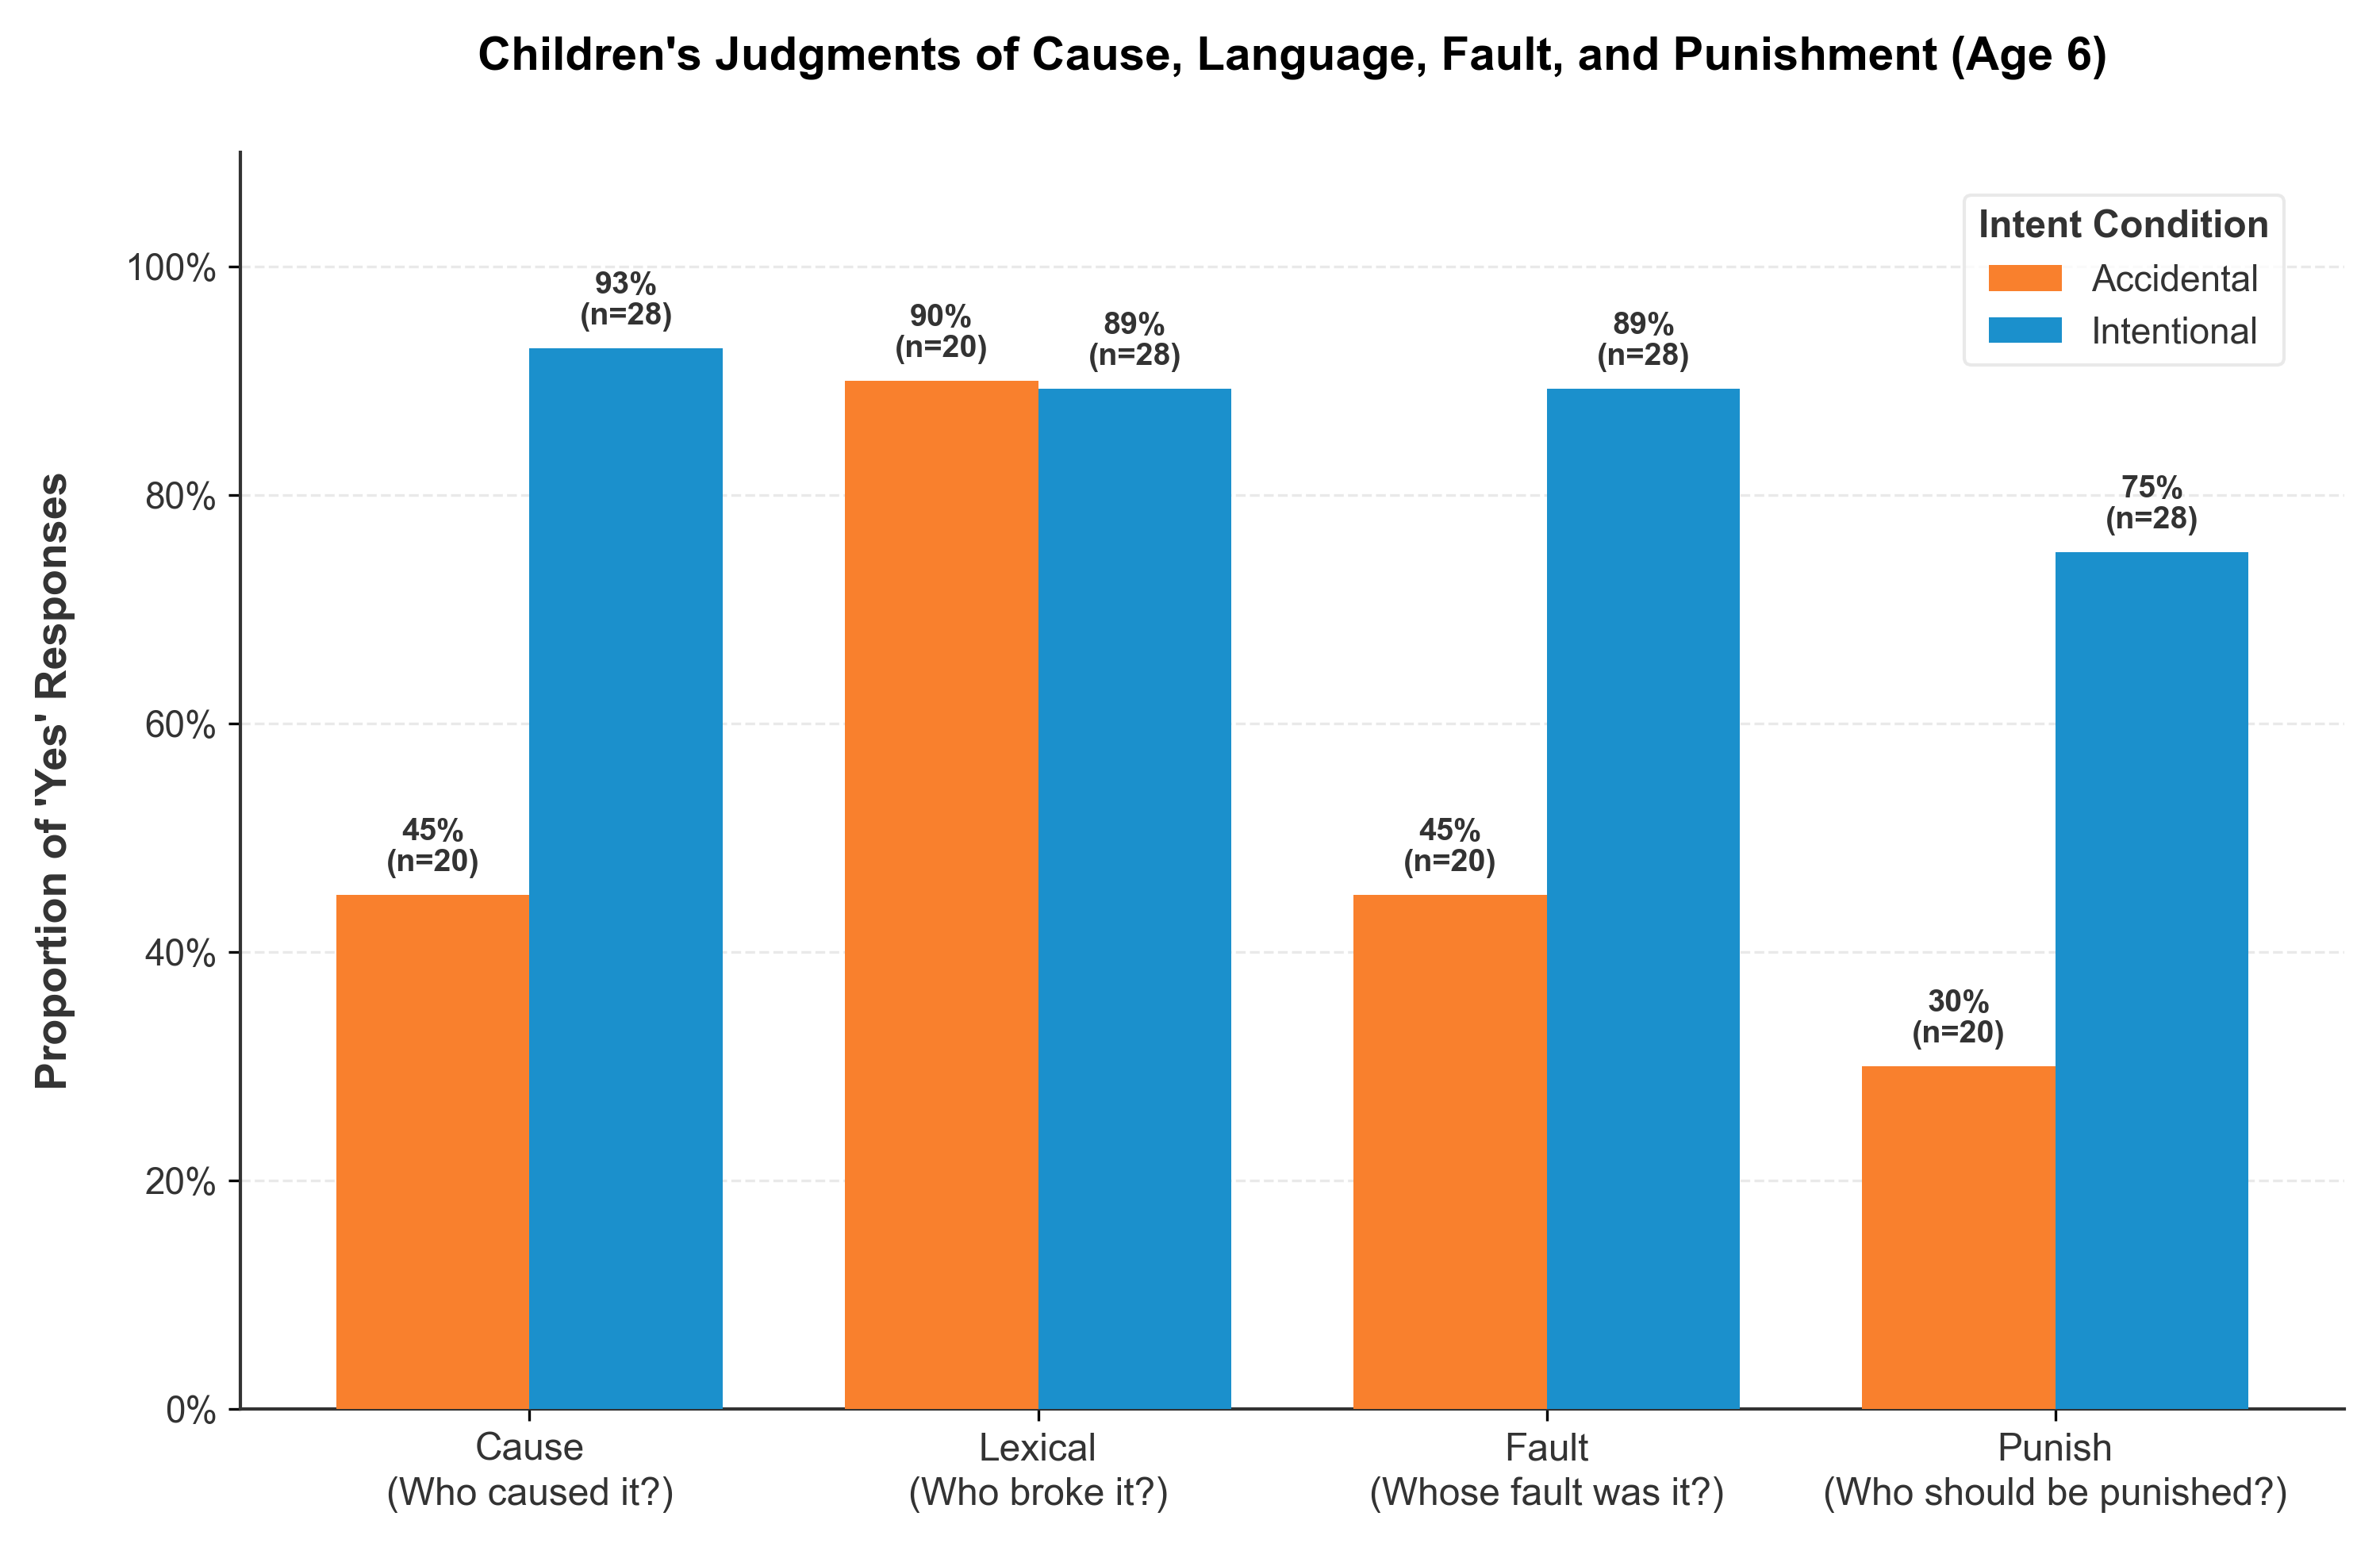 Children's Judgments of Cause, Language, Fault, and Punishment (Age 6)
Proportion of 'Yes' Responses
100%
80%
60%
40%
20%
0%
Intent Condition
Accidental
Intentional
45%
(n=20)
93%
(n=28)
90%
(n=20)
89%
(n=28)
45%
(n=20)
89%
(n=28)
30%
(n=20)
75%
(n=28)
Cause
(Who caused it?)
Lexical
(Who broke it?)
Fault
(Whose fault was it?)
Punish
(Who should be punished?)